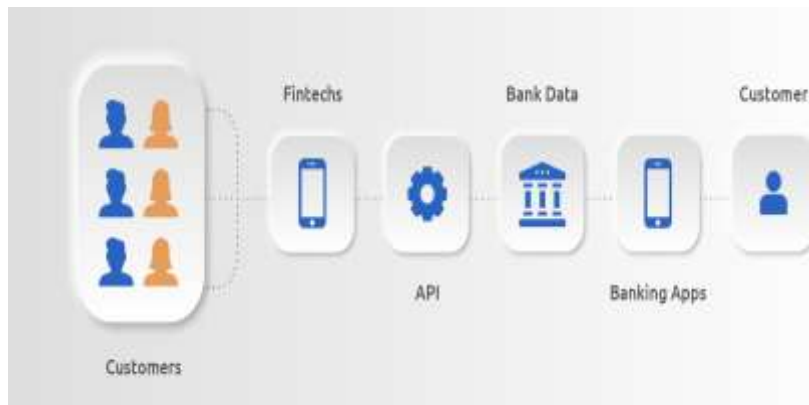 Fintechs
Bank Data
Customer
API
Banking Apps
Customers